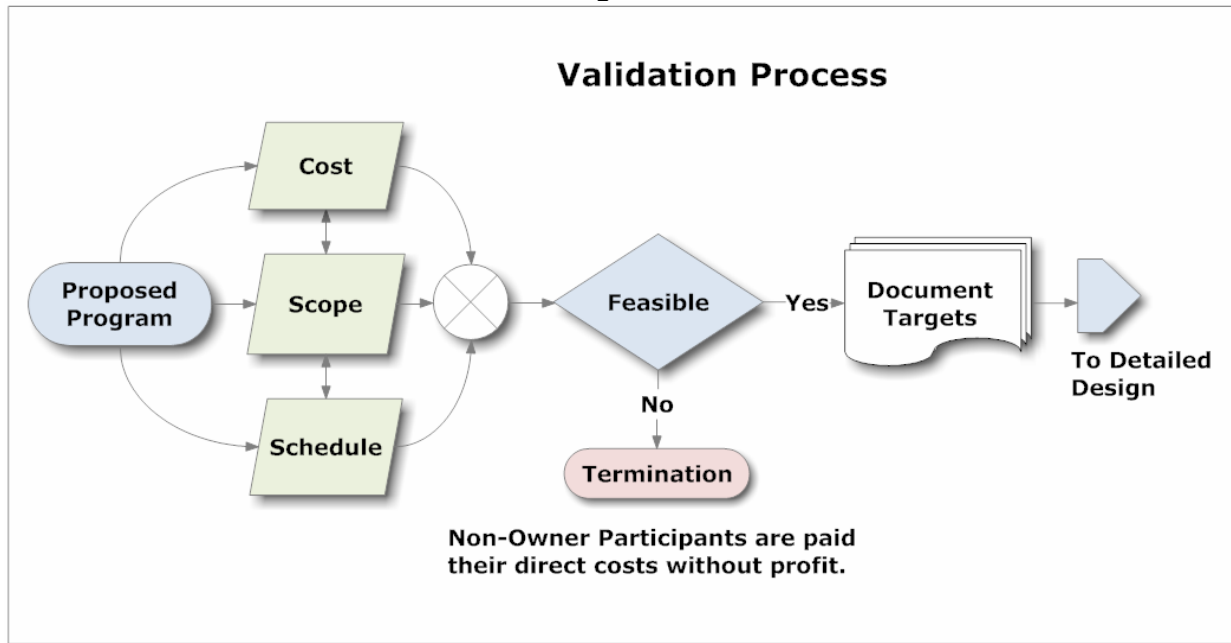 Validation Process
Cost
Proposed
Program
Scope
Schedule
Feasible
Yes
No
Termination
Non-Owner Participants are paid
their direct costs without profit.
Document
Targets
To Detailed
Design